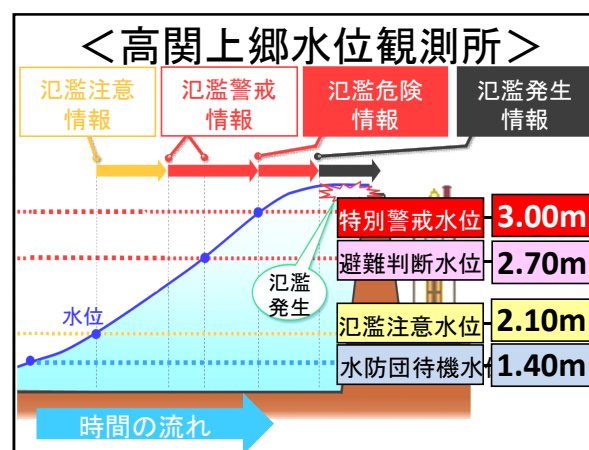 ＜高関上郷水位観測所＞
氾濫注意
情報
氾濫警戒
情報
氾濫危険
情報
氾濫発生
情報
特別警戒水位
3.00m
避難判断水位
2.70m
氾濫
発生
水位
氾濫注意水位
2.10m
水防団待機水
1.40m
時間の流れ